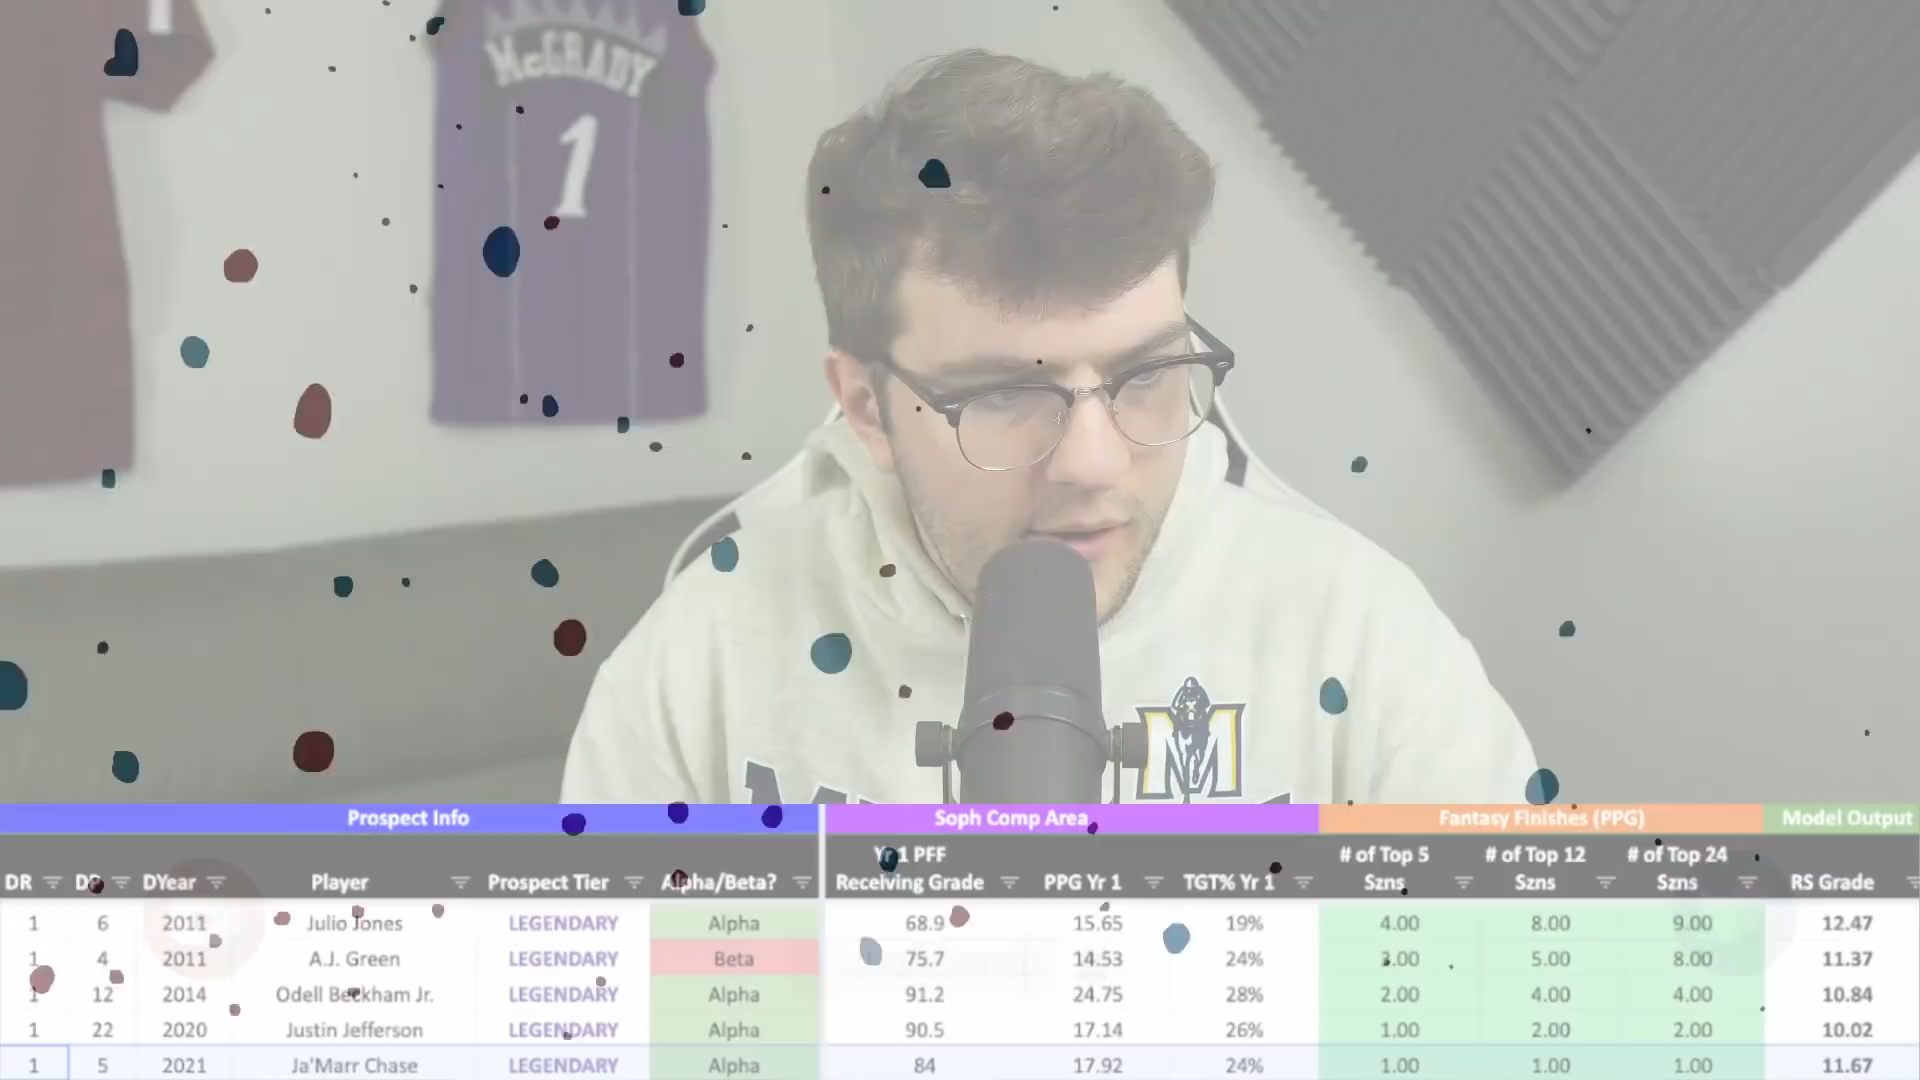 McGRADY
1
M
Prospect Info Soph Comp Area Fantasy Finishes (PPG) Model Output
Yr 1 PFF # of Top 5 # of Top 12 # of Top 24
DR DP DYear Player Prospect Tier Alpha/Beta? Receiving Grade PPG Yr 1 TGT% Yr 1 Szns Szns Szns RS Grade
1 6 2011 Julio Jones LEGENDARY Alpha 68.9 15.65 19% 4.00 8.00 9.00 12.47
1 4 2011 A.J. Green LEGENDARY Beta 75.7 14.53 24% 3.00 5.00 8.00 11.37
1 12 2014 Odell Beckham Jr. LEGENDARY Alpha 91.2 24.75 28% 2.00 4.00 4.00 10.84
1 22 2020 Justin Jefferson LEGENDARY Alpha 90.5 17.14 26% 1.00 2.00 2.00 10.02
1 5 2021 Ja'Marr Chase LEGENDARY Alpha 84 17.92 24% 1.00 1.00 1.00 11.67